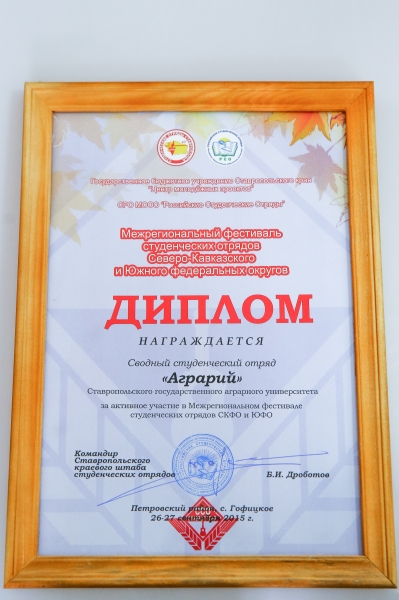 РСО
Государственное бюджетное учреждение Ставропольского края
"Центр молодёжных проектов"
СРО МООО "Российские Студенческие Отряды"
Межрегиональный фестиваль
студенческих отрядов
Северо-Кавказского
и Южного федеральных округов
ДИПЛОМ
НАГРАЖДАЕТСЯ
Сводный студенческий отряд
«Аграрий»
Ставропольского государственного аграрного университета
за активное участие в Межрегиональном фестивале
студенческих отрядов СКФО и ЮФО
Командир
Ставропольского
краевого штаба
студенческих отрядов
Б.И. Дроботов
ССО
Петровский район, с. Гофицкое
26-27 сентября 2015 г.